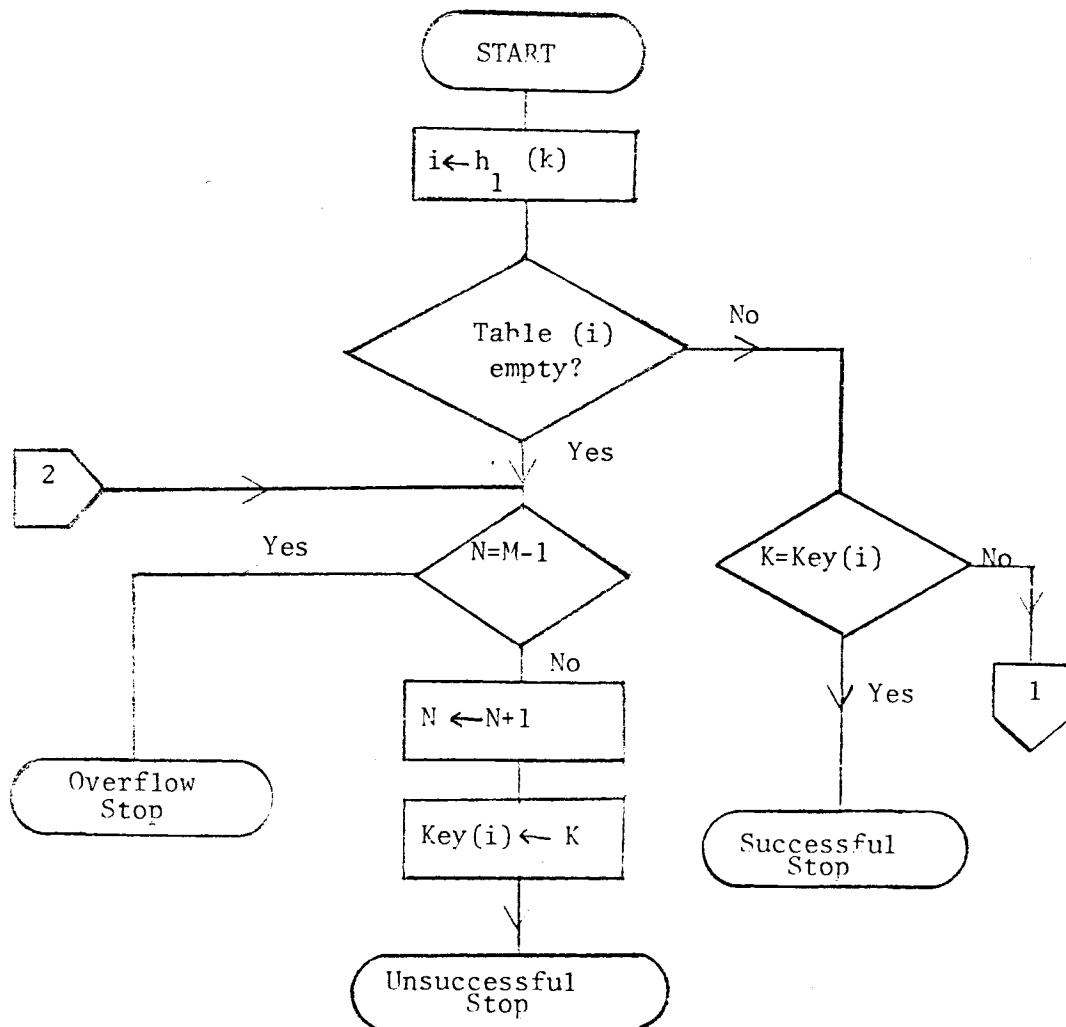 START
i←h₁ (k)
No
Table (i)
empty?
Yes
2
Yes
N=M-1
K=Key(i)
No
No
Yes
1
N ←N+1
Overflow
Stop
Key(i)← K
Successful
Stop
Unsuccessful
Stop